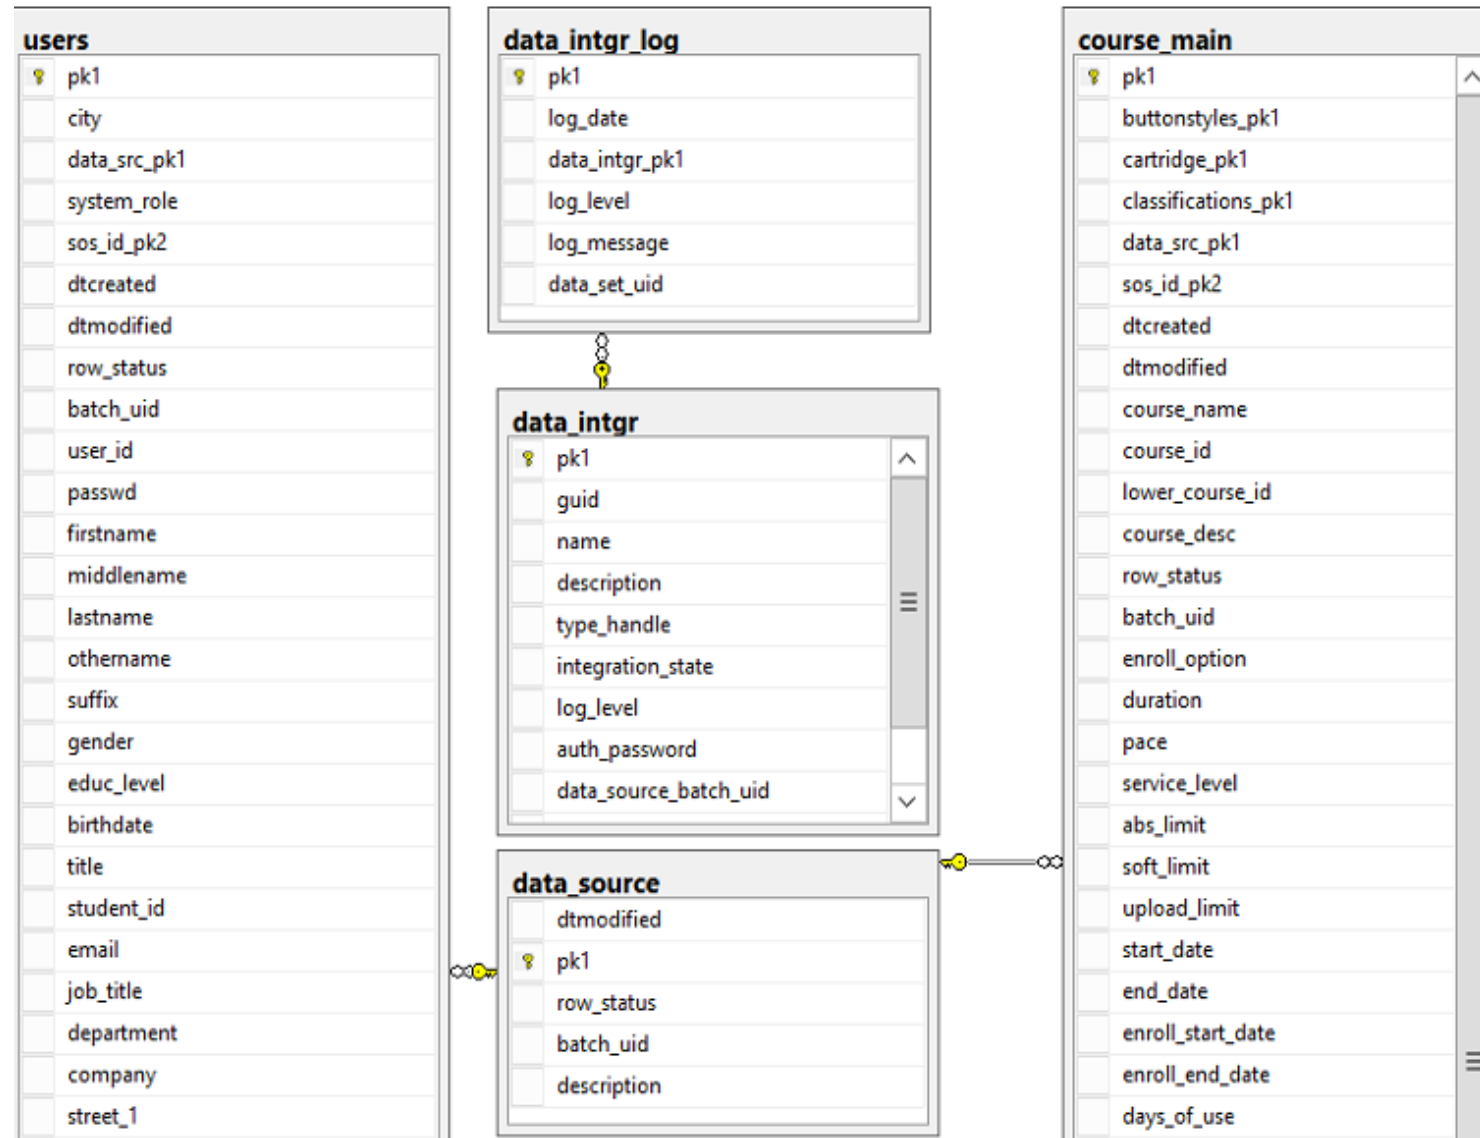 users
pk1
city
data_src_pk1
system_role
sos_id_pk2
dtcreated
dtmodified
row_status
batch_uid
user_id
passwd
firstname
middlename
lastname
othername
suffix
gender
educ_level
birthdate
title
student_id
email
job_title
department
company
street_1
data_intgr_log
pk1
log_date
data_intgr_pk1
log_level
log_message
data_set_uid
data_intgr
pk1
guid
name
description
type_handle
integration_state
log_level
auth_password
data_source_batch_uid
data_source
dtmodified
pk1
row_status
batch_uid
description
course_main
pk1
buttonstyles_pk1
cartridge_pk1
classifications_pk1
data_src_pk1
sos_id_pk2
dtcreated
dtmodified
course_name
course_id
lower_course_id
course_desc
row_status
batch_uid
enroll_option
duration
pace
service_level
abs_limit
soft_limit
upload_limit
start_date
end_date
enroll_start_date
enroll_end_date
days_of_use